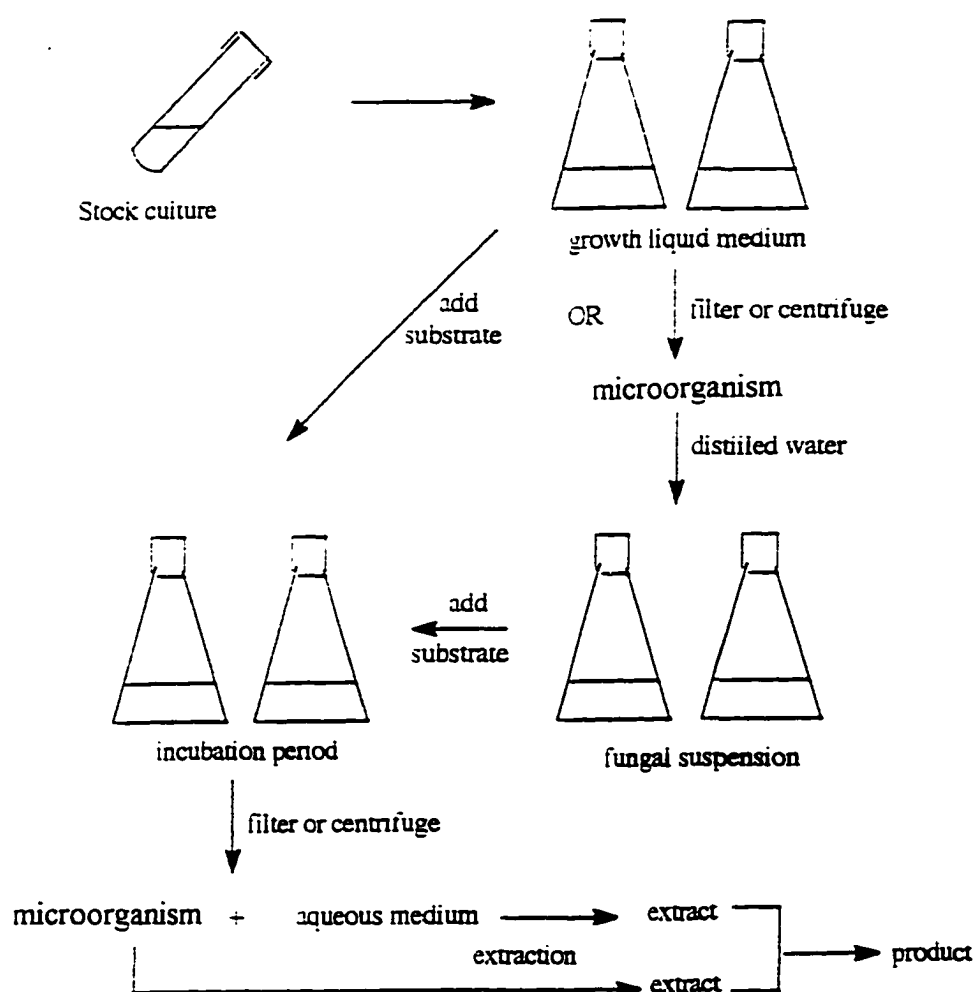 Stock culture
growth liquid medium
add
substrate
OR
filter or centrifuge
microorganism
distilled water
add
substrate
incubation period
fungal suspension
filter or centrifuge
microorganism + aqueous medium extract
extraction
product
extract